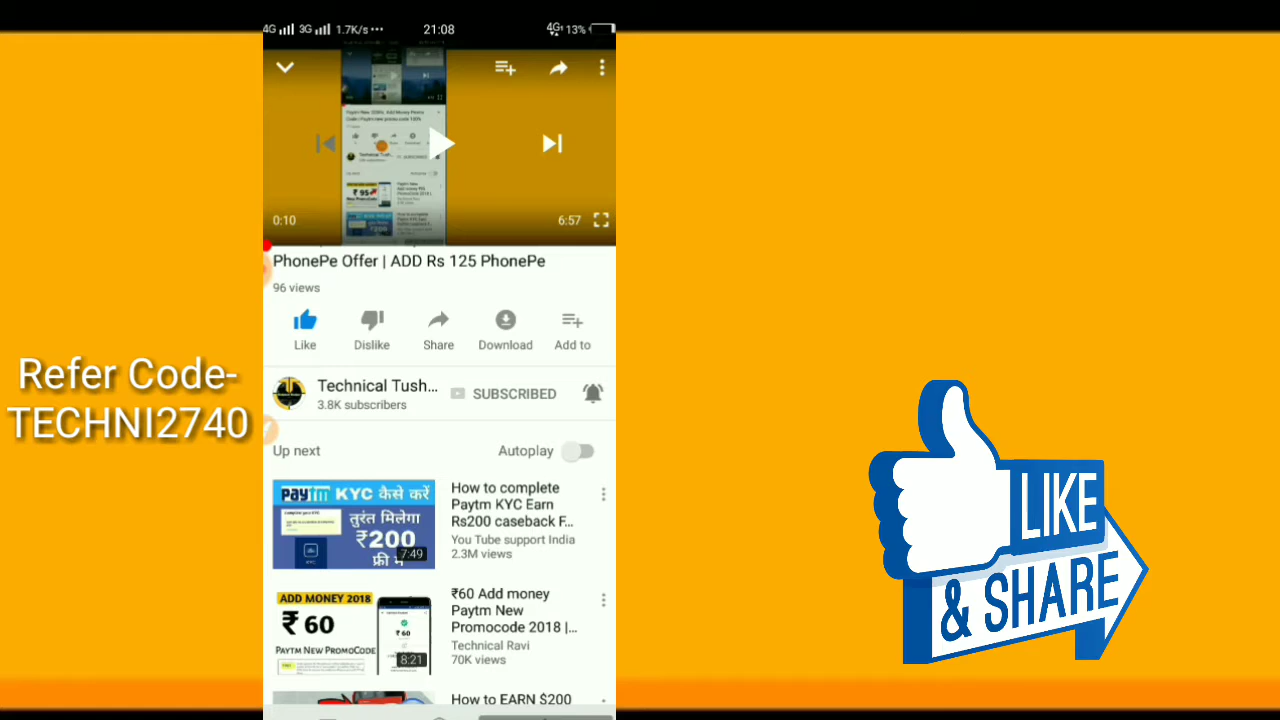 4G 3G 1.7K/s ••• 21:08 4G 13%
₹ 95+
0:10 6:57
PhonePe Offer | ADD Rs 125 PhonePe
96 views
Like Dislike Share Download Add to
Technical Tush... SUBSCRIBED
3.8K subscribers
Up next Autoplay
Paytm KYC कैसे करें
तुरंत मिलेगा
₹200
फ्री में
7:49
How to complete
Paytm KYC Earn
Rs200 caseback F...
You Tube support India
2.3M views
ADD MONEY 2018
₹ 60
PAYTM NEW PROMOCODE
₹ 60
8:21
₹60 Add money
Paytm New
Promocode 2018 |...
Technical Ravi
70K views
How to EARN $200
Refer Code-
TECHNI2740
LIKE
& SHARE